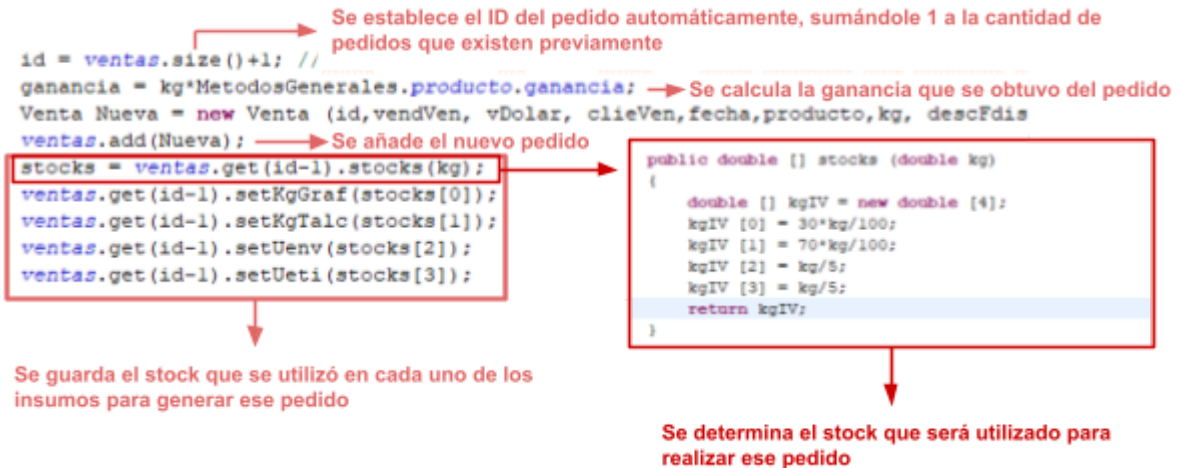 Se establece el ID del pedido automáticamente, sumándole 1 a la cantidad de
pedidos que existen previamente
id = ventas.size()+1; //
ganancia = kg*MetodosGenerales.producto.ganancia;
Se calcula la ganancia que se obtuvo del pedido
Venta Nueva = new Venta (id,vendVen, vDolar, clieVen,fecha,producto,kg, descFdis
ventas.add(Nueva);
Se añade el nuevo pedido
stocks = ventas.get(id-1).stocks(kg);
ventas.get(id-1).setKgGraf(stocks[0]);
ventas.get(id-1).setKgTalc(stocks[1]);
ventas.get(id-1).setUenv(stocks[2]);
ventas.get(id-1).setUeti(stocks[3]);
public double [] stocks (double kg)
{
double [] kgIV = new double [4];
kgIV [0] = 30*kg/100;
kgIV [1] = 70*kg/100;
kgIV [2] = kg/5;
kgIV [3] = kg/5;
return kgIV;
}
Se guarda el stock que se utilizó en cada uno de los
insumos para generar ese pedido
Se determina el stock que será utilizado para
realizar ese pedido